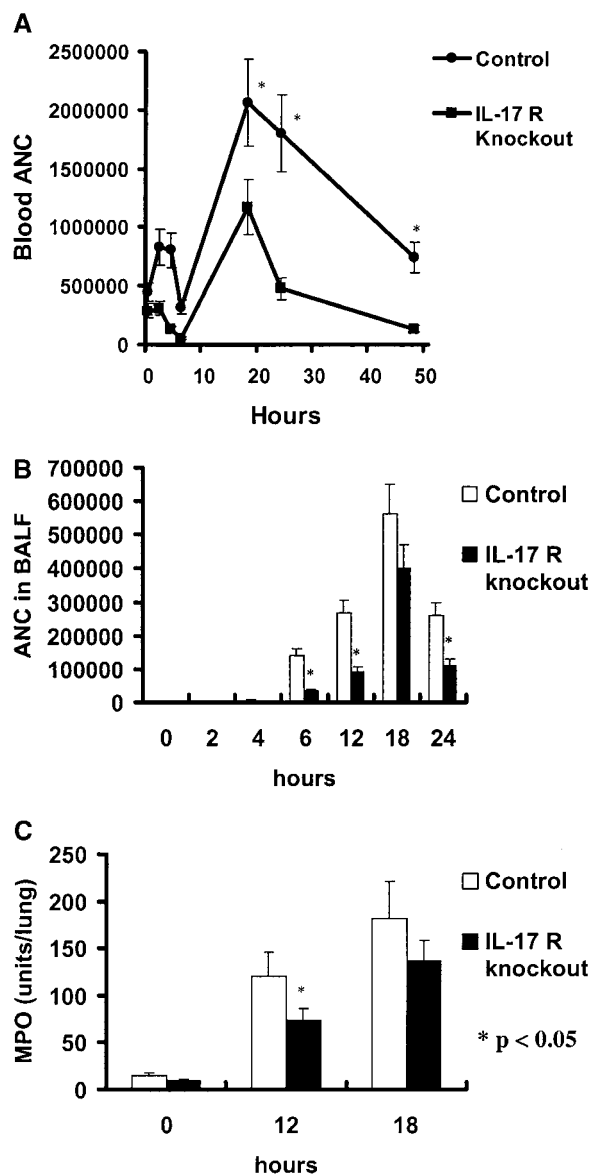 A
2500000
2000000
1500000
1000000
500000
0
Blood ANC
0 10 20 30 40 50
Hours
Control
IL-17 R
Knockout
*
*
*
B
700000
600000
500000
400000
300000
200000
100000
0
ANC in BALF
0 2 4 6 12 18 24
hours
Control
IL-17 R
knockout
*
*
*
C
250
200
150
100
50
0
MPO (units/lung)
0 12 18
hours
Control
IL-17 R
knockout
*
* p < 0.05